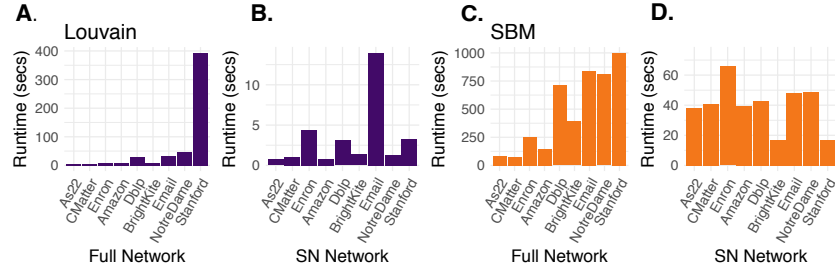 A.
Louvain
Runtime (secs)
400
300
200
100
0
As22
CMatter
Enron
Amazon
Dblp
BrightKite
Email
NotreDame
Stanford
Full Network
B.
Runtime (secs)
10
5
0
As22
CMatter
Enron
Amazon
Dblp
BrightKite
Email
NotreDame
Stanford
SN Network
C.
SBM
Runtime (secs)
1000
750
500
250
0
As22
CMatter
Enron
Amazon
Dblp
BrightKite
Email
NotreDame
Stanford
Full Network
D.
Runtime (secs)
60
40
20
0
As22
CMatter
Enron
Amazon
Dblp
BrightKite
Email
NotreDame
Stanford
SN Network